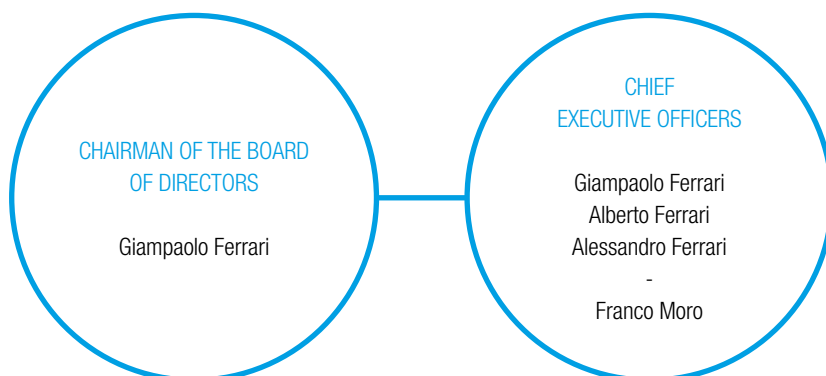 CHAIRMAN OF THE BOARD
OF DIRECTORS
Giampaolo Ferrari
CHIEF
EXECUTIVE OFFICERS
Giampaolo Ferrari
Alberto Ferrari
Alessandro Ferrari
-
Franco Moro